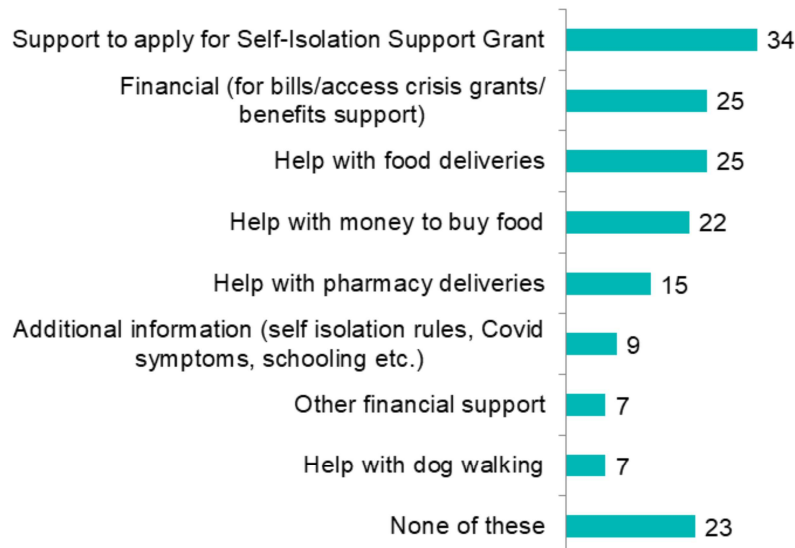 Support to apply for Self-Isolation Support Grant
34
Financial (for bills/access crisis grants/
benefits support)
25
Help with food deliveries
25
Help with money to buy food
22
Help with pharmacy deliveries
15
Additional information (self isolation rules, Covid
symptoms, schooling etc.)
9
Other financial support
7
Help with dog walking
7
None of these
23